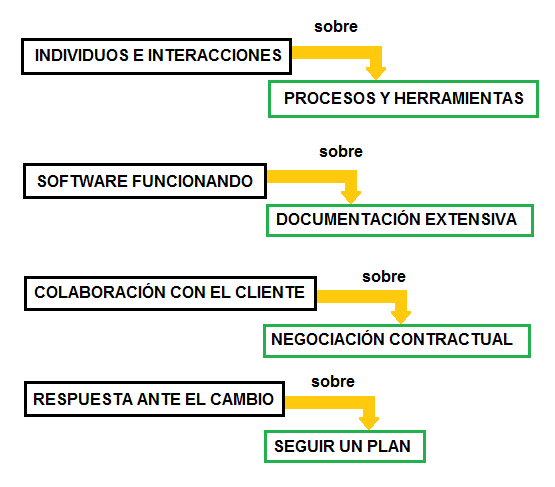 sobre
INDIVIDUOS E INTERACCIONES
PROCESOS Y HERRAMIENTAS
sobre
SOFTWARE FUNCIONANDO
DOCUMENTACIÓN EXTENSIVA
sobre
COLABORACIÓN CON EL CLIENTE
NEGOCIACIÓN CONTRACTUAL
sobre
RESPUESTA ANTE EL CAMBIO
SEGUIR UN PLAN